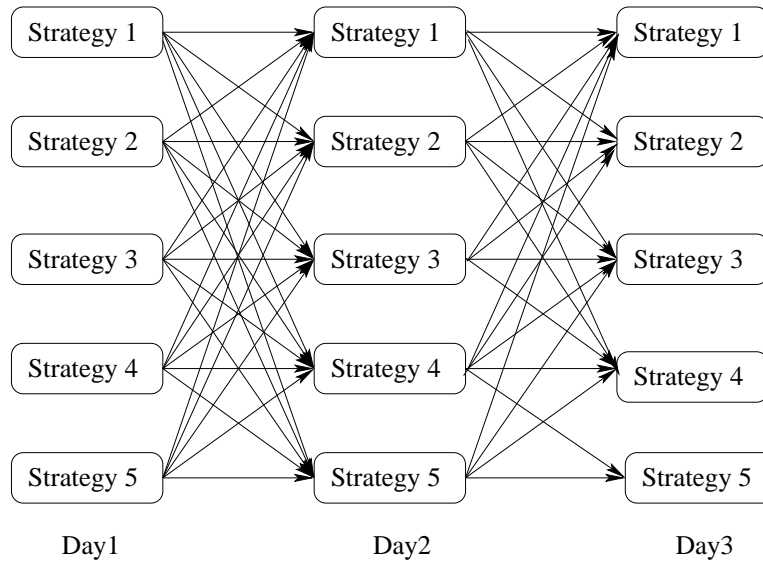 Strategy 1 Strategy 1 Strategy 1
Strategy 2 Strategy 2 Strategy 2
Strategy 3 Strategy 3 Strategy 3
Strategy 4 Strategy 4 Strategy 4
Strategy 5 Strategy 5 Strategy 5
Day1 Day2 Day3